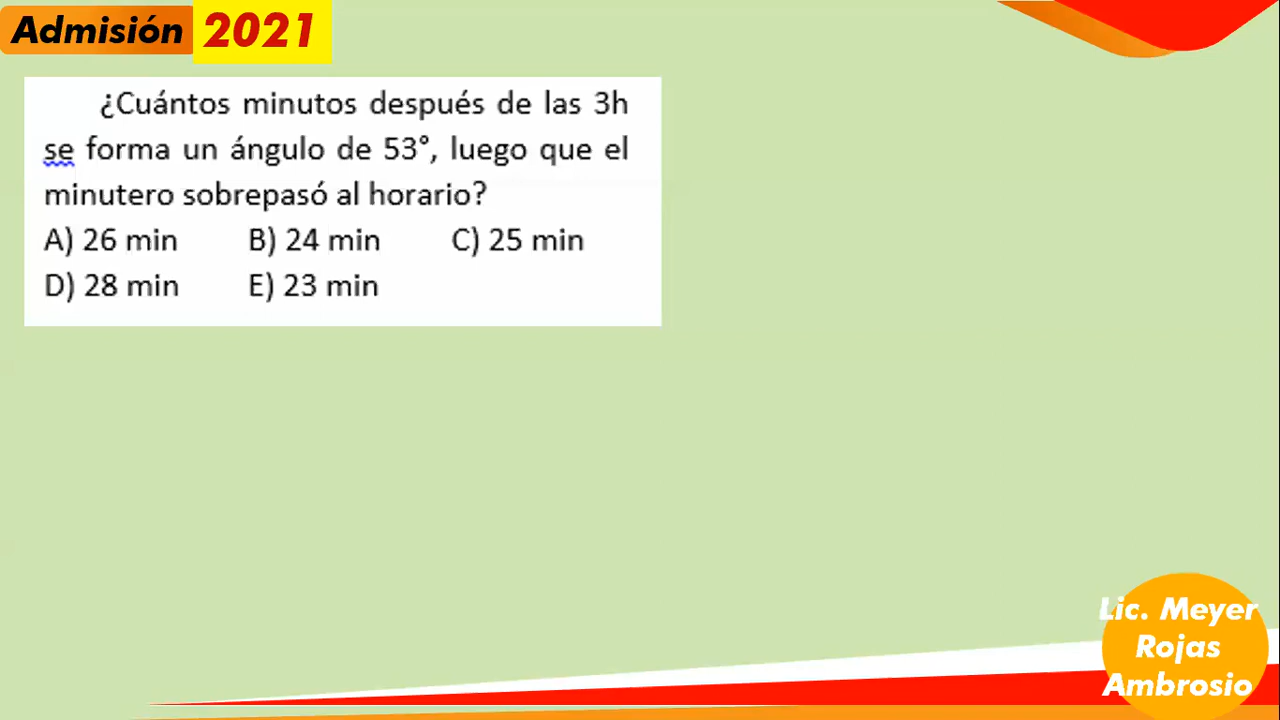 Admisión 2021
¿Cuántos minutos después de las 3h
se forma un ángulo de 53°, luego que el
minutero sobrepasó al horario?
A) 26 min B) 24 min C) 25 min
D) 28 min E) 23 min
Lic. Meyer
Rojas
Ambrosio